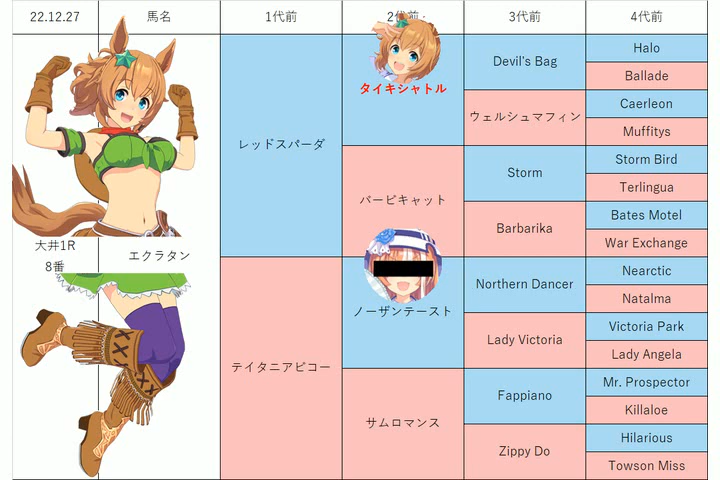 22.12.27
馬名
1代前
2代前
3代前
4代前
大井1R
8番
エクラタン
レッドスパーダ
テイタニアピコー
タイキシャトル
バービキャット
ノーザンテースト
サムロマンス
Devil's Bag
ウェルシュマフィン
Storm
Barbarika
Northern Dancer
Lady Victoria
Fappiano
Zippy Do
Halo
Ballade
Caerleon
Muffitys
Storm Bird
Terlingua
Bates Motel
War Exchange
Nearctic
Natalma
Victoria Park
Lady Angela
Mr. Prospector
Killaloe
Hilarious
Towson Miss